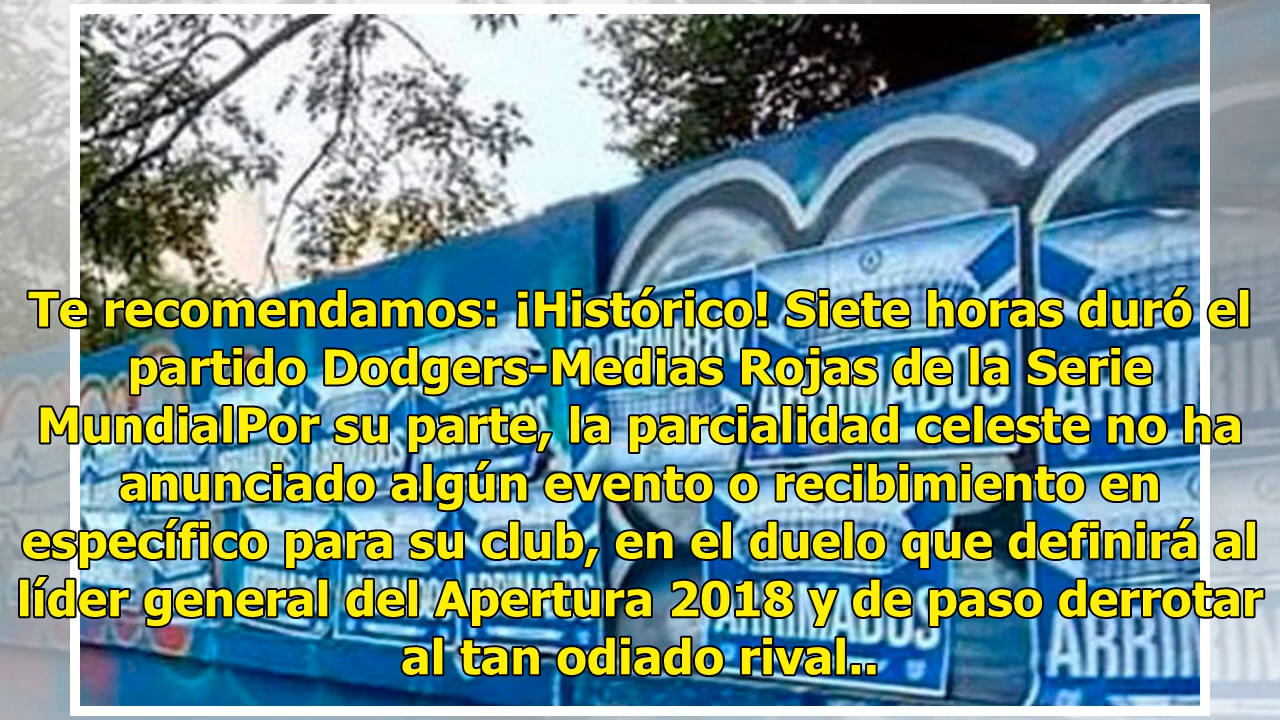 Te recomendamos: ¡Histórico! Siete horas duró el
partido Dodgers-Medias Rojas de la Serie
MundialPor su parte, la parcialidad celeste no ha
anunciado algún evento o recibimiento en
específico para su club, en el duelo que definirá al
líder general del Apertura 2018 y de paso derrotar
al tan odiado rival..
ARRIMADOS
ARRIMADOS